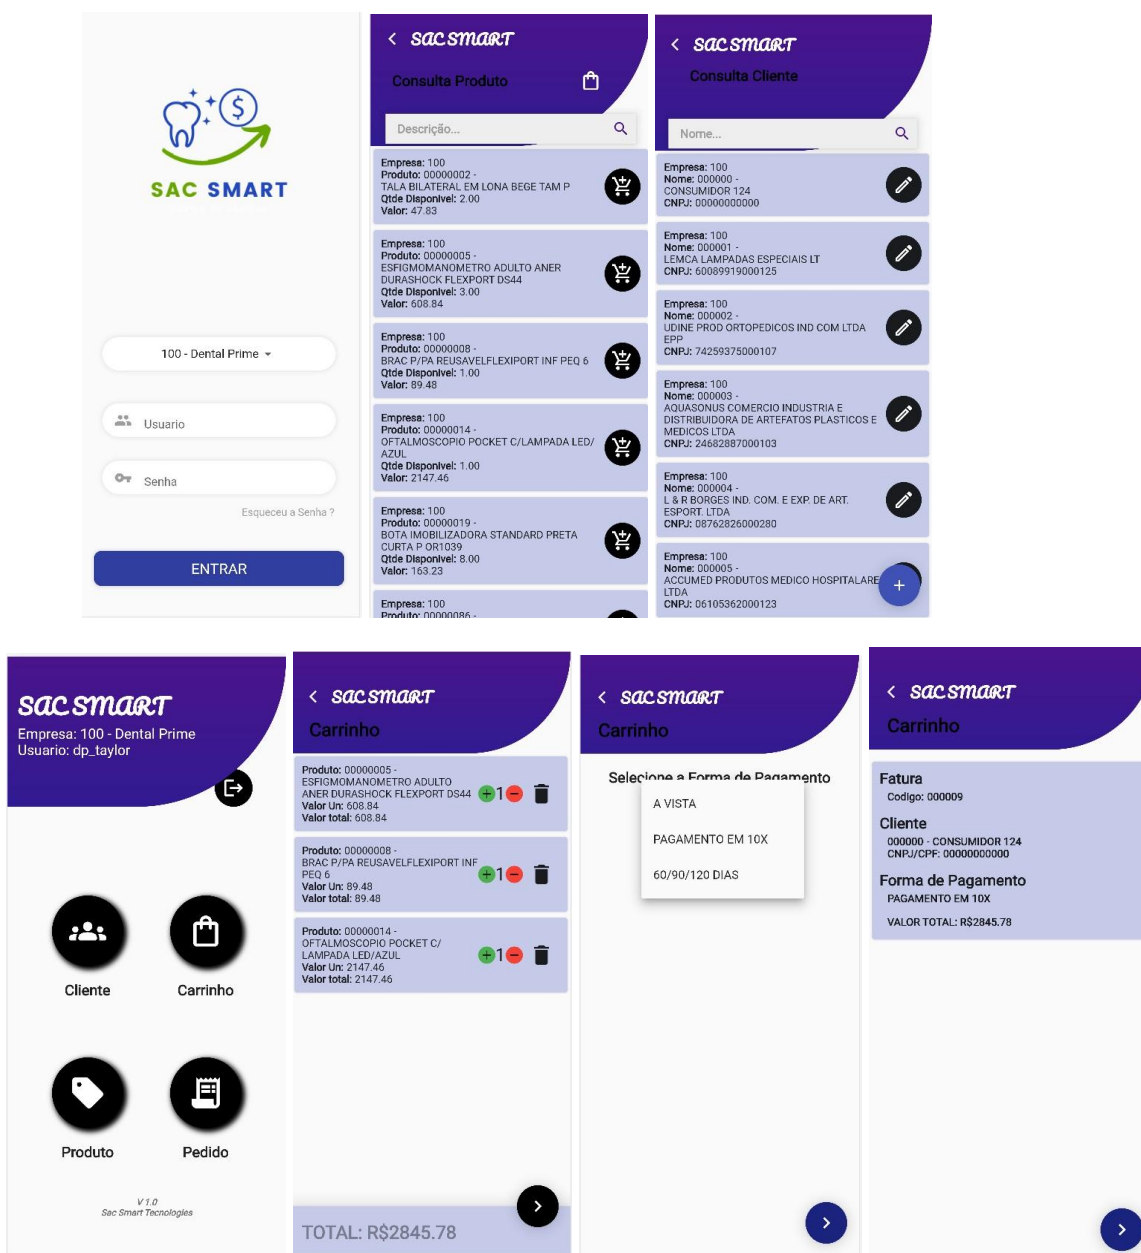 SAC SMART
100 - Dental Prime
Usuario
Senha
Esqueceu a Senha ?
ENTRAR
SAC SMART
Consulta Produto
Descrição...
Empresa: 100
Produto: 00000002 -
TALA BILATERAL EM LONA BEGE TAM P
Qtde Disponivel: 2.00
Valor: 47.83
Empresa: 100
Produto: 00000005 -
ESFIGMOMANOMETRO ADULTO ANER
DURASHOCK FLEXPORT DS44
Qtde Disponivel: 3.00
Valor: 608.84
Empresa: 100
Produto: 00000008 -
BRAC P/PA REUSAVELFLEXIPORT INF PEQ 6
Qtde Disponivel: 1.00
Valor: 89.48
Empresa: 100
Produto: 00000014 -
OFTALMOSCOPIO POCKET C/LAMPADA LED/
AZUL
Qtde Disponivel: 1.00
Valor: 2147.46
Empresa: 100
Produto: 00000019 -
BOTA IMOBILIZADORA STANDARD PRETA
CURTA P OR1039
Qtde Disponivel: 8.00
Valor: 163.23
Empresa: 100
Produto: 00000086 -
SAC SMART
Consulta Cliente
Nome...
Empresa: 100
Nome: 000000 -
CONSUMIDOR 124
CNPJ: 00000000000
Empresa: 100
Nome: 000001 -
LEMCA LAMPADAS ESPECIAIS LT
CNPJ: 60089919000125
Empresa: 100
Nome: 000002 -
UDINE PROD ORTOPEDICOS IND COM LTDA
EPP
CNPJ: 74259375000107
Empresa: 100
Nome: 000003 -
AQUASONUS COMERCIO INDUSTRIA E
DISTRIBUIDORA DE ARTEFATOS PLASTICOS E
MEDICOS LTDA
CNPJ: 24682887000103
Empresa: 100
Nome: 000004 -
L & R BORGES IND. COM. E EXP. DE ART.
ESPORT. LTDA
CNPJ: 08762826000280
Empresa: 100
Nome: 000005 -
ACCUMED PRODUTOS MEDICO HOSPITALARE
LTDA
CNPJ: 06105362000123
SAC SMART
Empresa: 100 - Dental Prime
Usuario: dp_taylor
Cliente
Carrinho
Produto
Pedido
V 1.0
Sac Smart Tecnologies
SAC SMART
Carrinho
Produto: 00000005 -
ESFIGMOMANOMETRO ADULTO
ANER DURASHOCK FLEXPORT DS44
Valor Un: 608.84
Valor total: 608.84
1
Produto: 00000008 -
BRAC P/PA REUSAVELFLEXIPORT INF
PEQ 6
Valor Un: 89.48
Valor total: 89.48
1
Produto: 00000014 -
OFTALMOSCOPIO POCKET C/
LAMPADA LED/AZUL
Valor Un: 2147.46
Valor total: 2147.46
1
TOTAL: R$2845.78
SAC SMART
Carrinho
Selecione a Forma de Pagamento
A VISTA
PAGAMENTO EM 10X
60/90/120 DIAS
SAC SMART
Carrinho
Fatura
Codigo: 000009
Cliente
000000 - CONSUMIDOR 124
CNPJ/CPF: 00000000000
Forma de Pagamento
PAGAMENTO EM 10X
VALOR TOTAL: R$2845.78